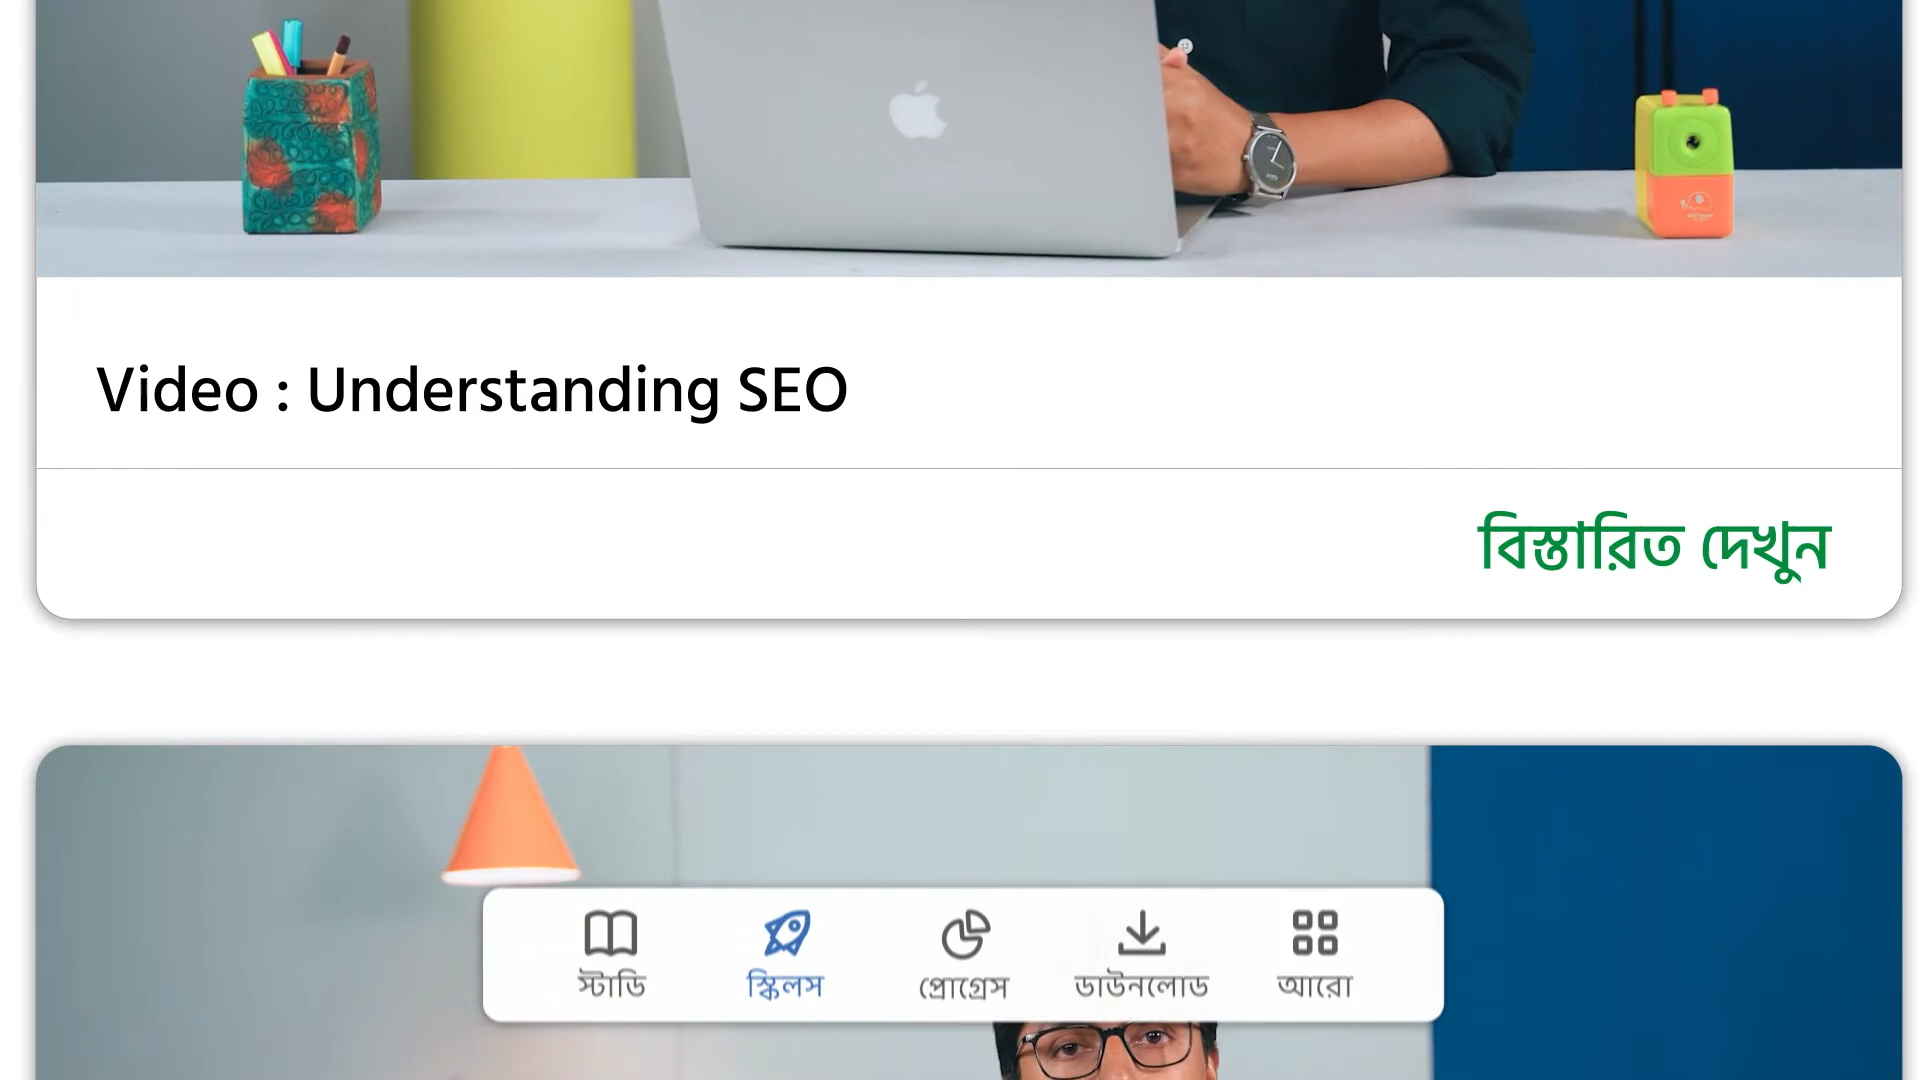 Video : Understanding SEO
বিস্তারিত দেখুন
স্টাডি
স্কিলস
প্রোগ্রেস
ডাউনলোড
আরো